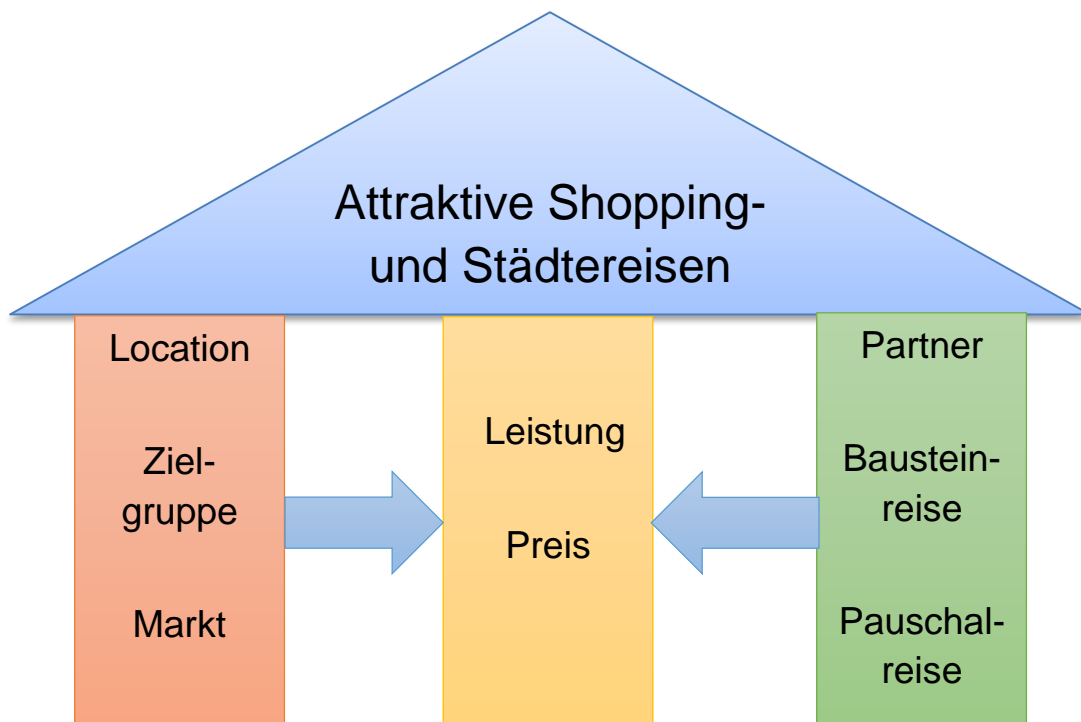 Attraktive Shopping-
und Städtereisen
Location
Ziel-
gruppe
Markt
Leistung
Preis
Partner
Baustein-
reise
Pauschal-
reise